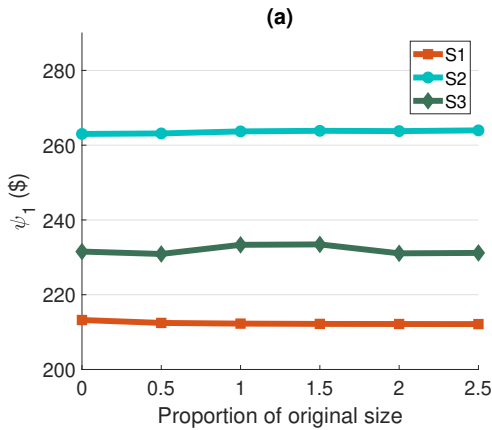 (a)
S1
S2
S3
280
260
240
220
200
ψ1 ($)
0 0.5 1 1.5 2 2.5
Proportion of original size